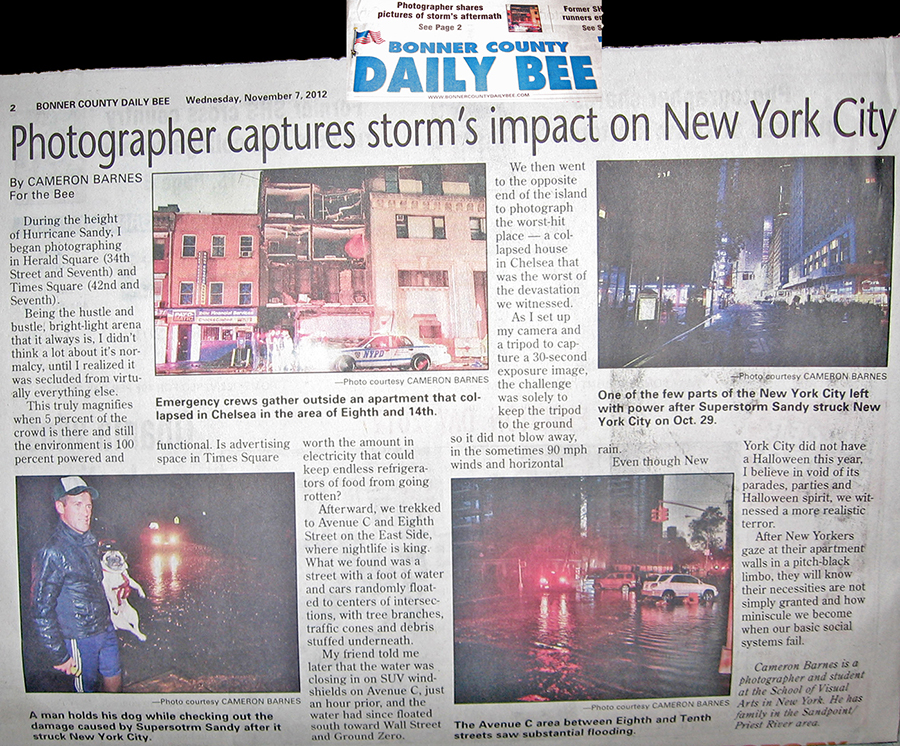 Photographer shares
pictures of storm's aftermath
See Page 2
Former
runners
See
BONNER COUNTY
DAILY BEE
WWW.BONNERCOUNTYDAILYBEE.COM
2 BONNER COUNTY DAILY BEE Wednesday, November 7, 2012
Photographer captures storm's impact on New York City
By CAMERON BARNES
For the Bee
During the height
of Hurricane Sandy, I
began photographing
in Herald Square (34th
Street and Seventh) and
Times Square (42nd and
Seventh).
Being the hustle and
bustle, bright-light arena
that it always is, I didn't
think a lot about it's nor-
malcy, until I realized it
was secluded from virtu-
ally everything else.
This truly magnifies
when 5 percent of the
crowd is there and still
the environment is 100
percent powered and
NYPD
—Photo courtesy CAMERON BARNES
Emergency crews gather outside an apartment that col-
lapsed in Chelsea in the area of Eighth and 14th.
functional. Is advertising
space in Times Square
worth the amount in
electricity that could
keep endless refrigera-
tors of food from going
rotten?
Afterward, we trekked
to Avenue C and Eighth
Street on the East Side,
where nightlife is king.
What we found was a
street with a foot of water
and cars randomly float-
ed to centers of intersec-
tions, with tree branches,
traffic cones and debris
stuffed underneath.
My friend told me
later that the water was
closing in on SUV wind-
shields on Avenue C, just
an hour prior, and the
water had since floated
south toward Wall Street
and Ground Zero.
We then went
to the opposite
end of the island
to photograph
the worst-hit
place — a col-
lapsed house
in Chelsea that
was the worst of
the devastation
we witnessed.
As I set up
my camera and
a tripod to cap-
ture a 30-second
exposure image,
the challenge
was solely to
keep the tripod
to the ground
so it did not blow away,
in the sometimes 90 mph
winds and horizontal
rain.
Even though New
York City did not have
a Halloween this year,
I believe in void of its
parades, parties and
Halloween spirit, we wit-
nessed a more realistic
terror.
After New Yorkers
gaze at their apartment
walls in a pitch-black
limbo, they will know
their necessities are not
simply granted and how
miniscule we become
when our basic social
systems fail.
Cameron Barnes is a
photographer and student
at the School of Visual
Arts in New York. He has
family in the Sandpoint/
Priest River area.
—Photo courtesy CAMERON BARNES
One of the few parts of the New York City left
with power after Superstorm Sandy struck New
York City on Oct. 29.
—Photo courtesy CAMERON BARNES
A man holds his dog while checking out the
damage caused by Supersotrm Sandy after it
struck New York City.
—Photo courtesy CAMERON BARNES
The Avenue C area between Eighth and Tenth
streets saw substantial flooding.